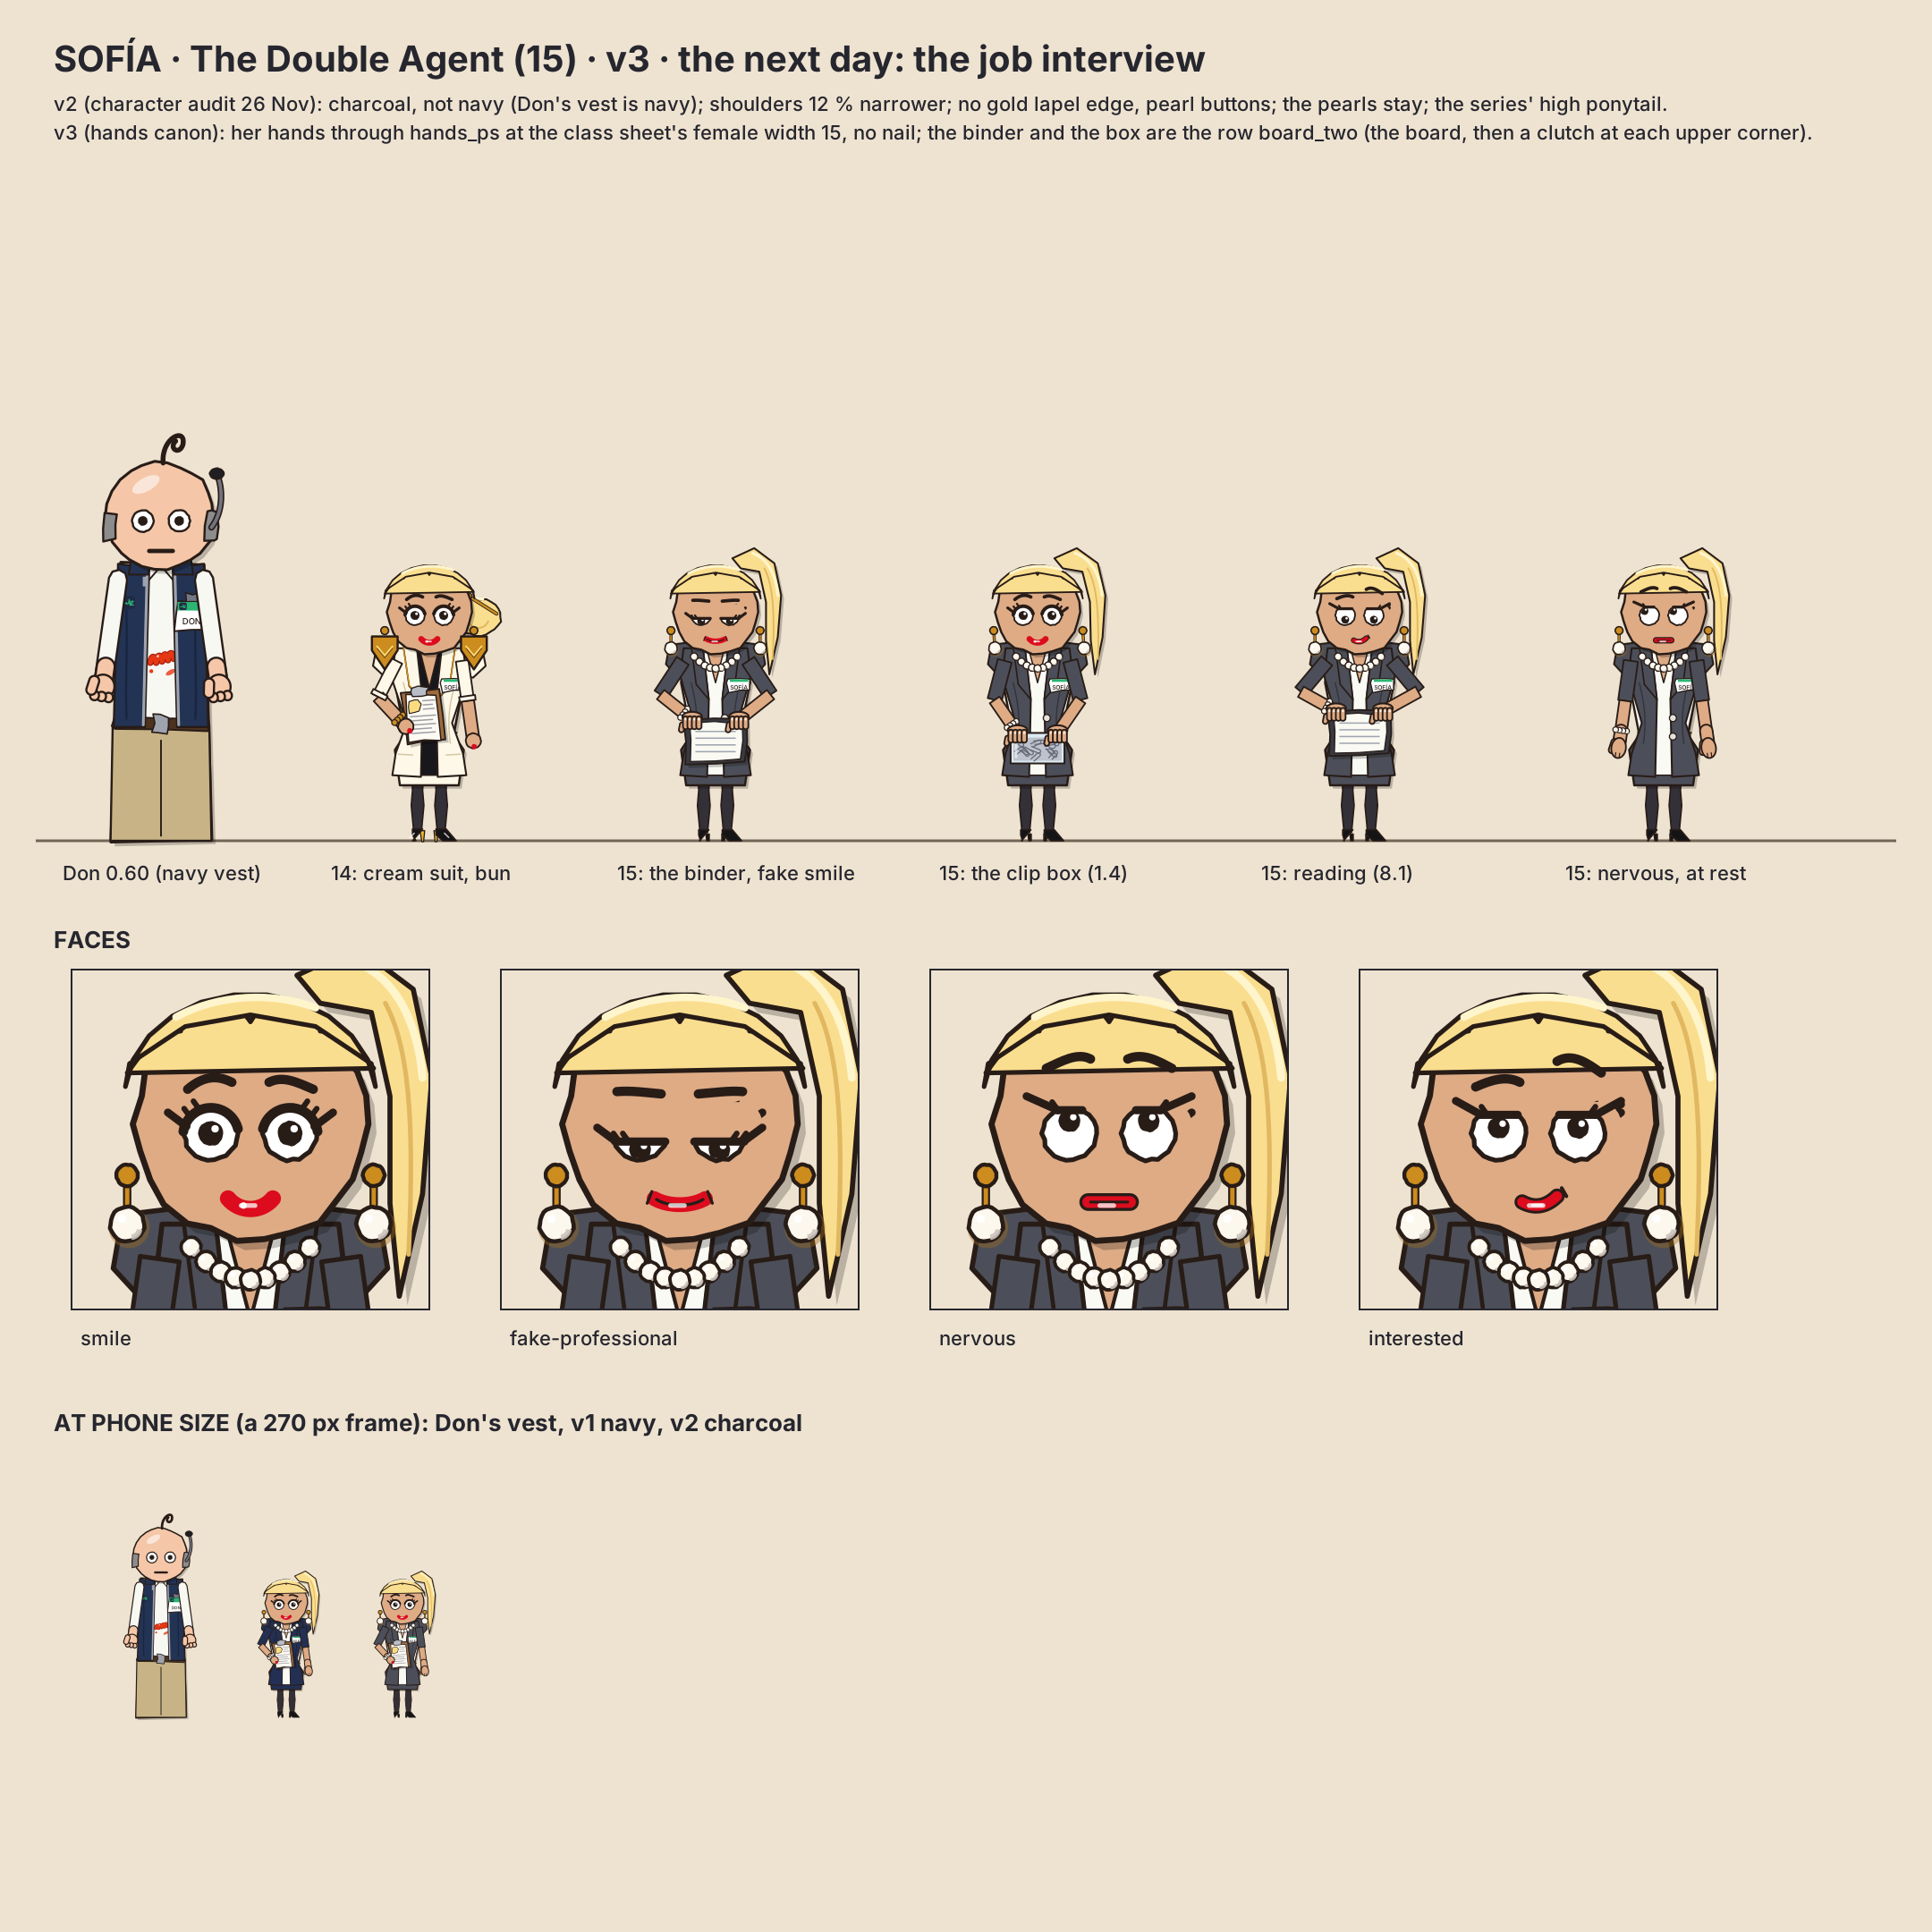 SOFÍA · The Double Agent (15) · v3 · the next day: the job interview
v2 (character audit 26 Nov): charcoal, not navy (Don's vest is navy); shoulders 12 % narrower; no gold lapel edge, pearl buttons; the pearls stay; the series' high ponytail.
v3 (hands canon): her hands through hands_ps at the class sheet's female width 15, no nail; the binder and the box are the row board_two (the board, then a clutch at each upper corner).
DON
SOFÍA
SOFÍA
Don 0.60 (navy vest)
14: cream suit, bun
15: the binder, fake smile
15: the clip box (1.4)
15: reading (8.1)
15: nervous, at rest
FACES
smile
fake-professional
nervous
interested
AT PHONE SIZE (a 270 px frame): Don's vest, v1 navy, v2 charcoal